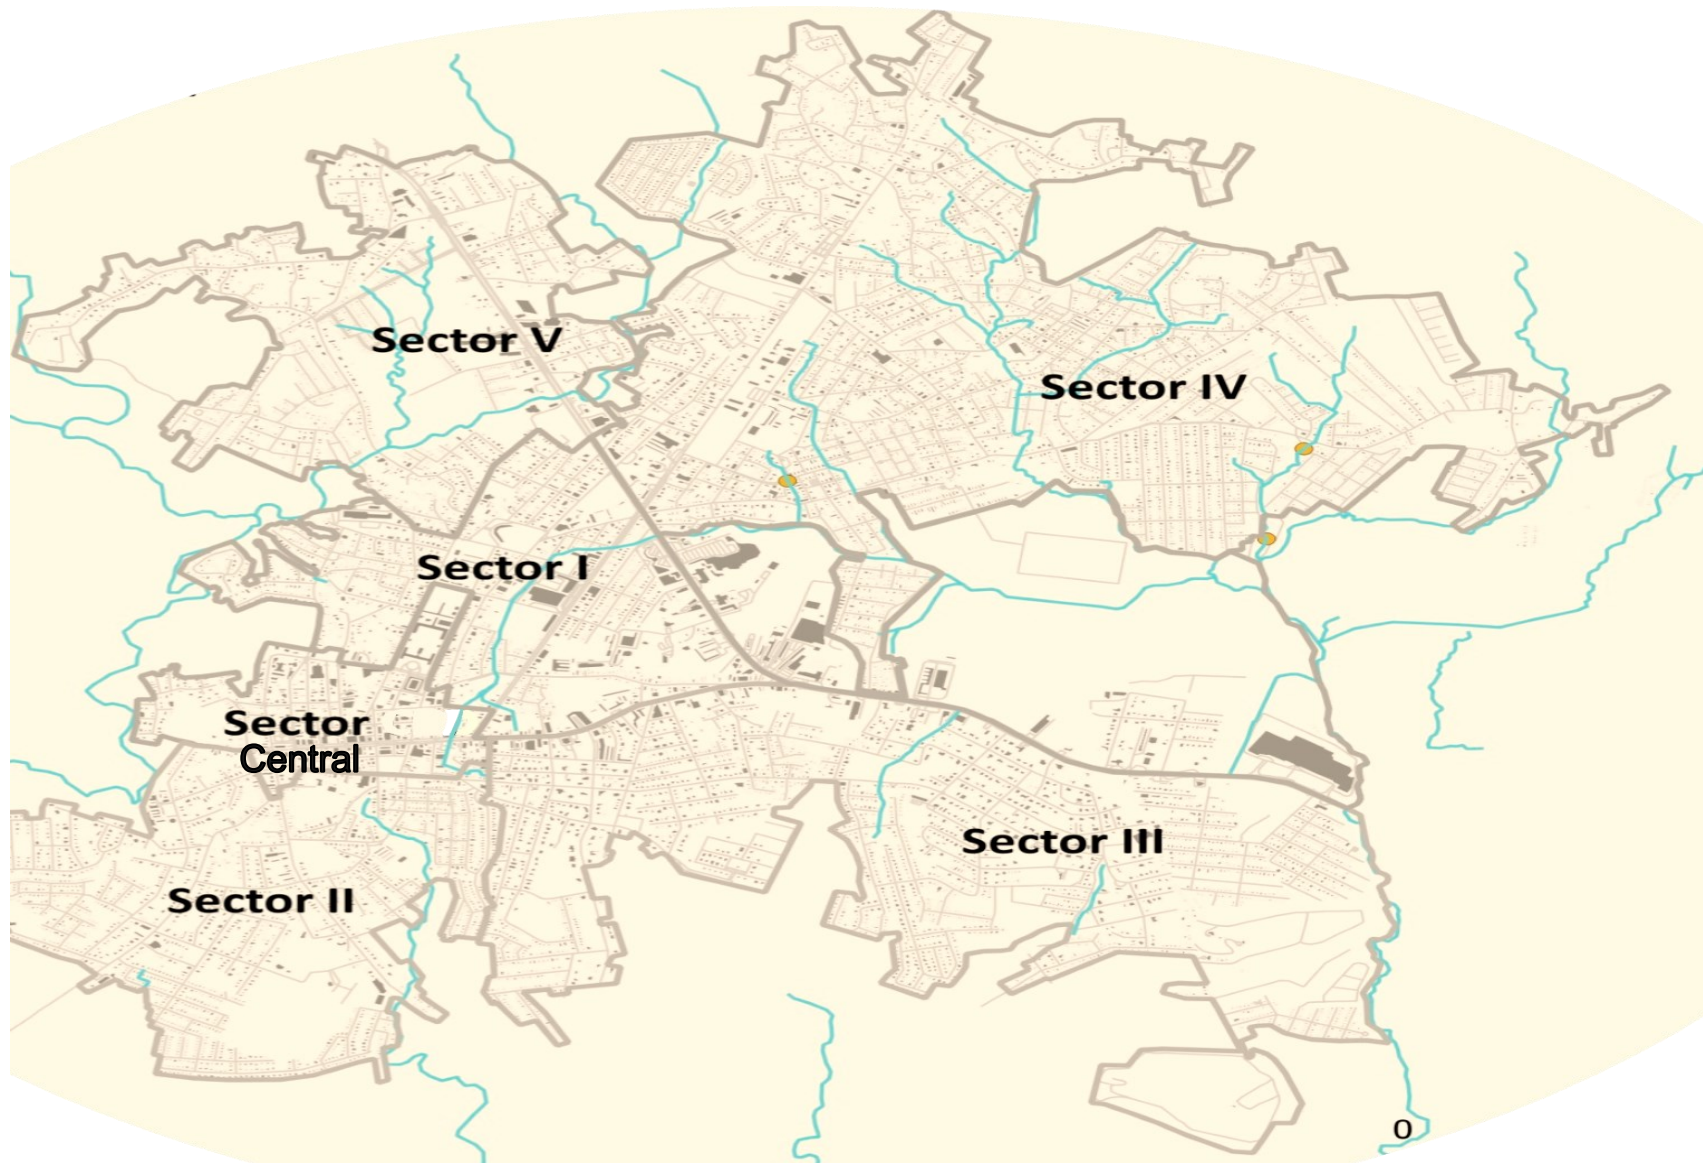 Sector V
Sector IV
Sector I
Sector
Central
Sector III
Sector II
0